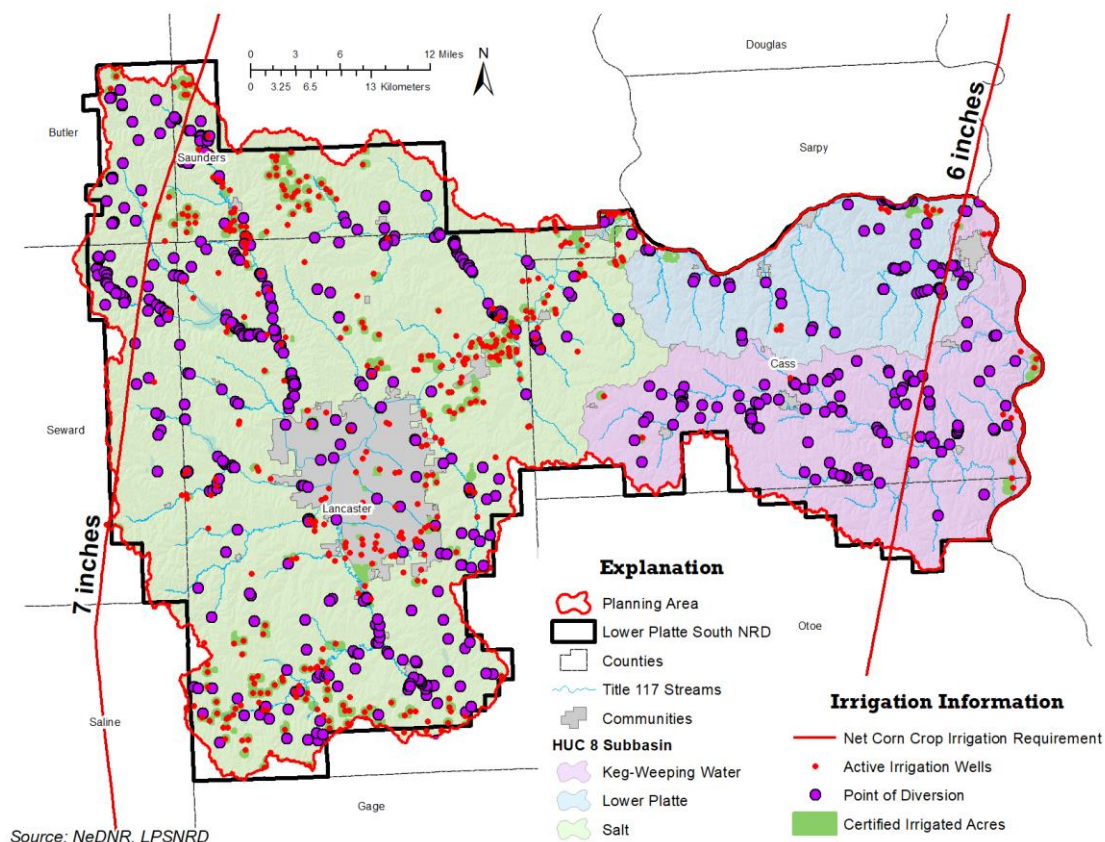 0 3 6 12 Miles
0 3.25 6.5 13 Kilometers
N
Douglas
Butler
Saunders
Sarpy
6 inches
Cass
Seward
Lancaster
7 inches
Otoe
Saline
Gage
Explanation
Planning Area
Lower Platte South NRD
Counties
Title 117 Streams
Communities
HUC 8 Subbasin
Keg-Weeping Water
Lower Platte
Salt
Irrigation Information
Net Corn Crop Irrigation Requirement
Active Irrigation Wells
Point of Diversion
Certified Irrigated Acres
Source: NeDNR, LPSNRD